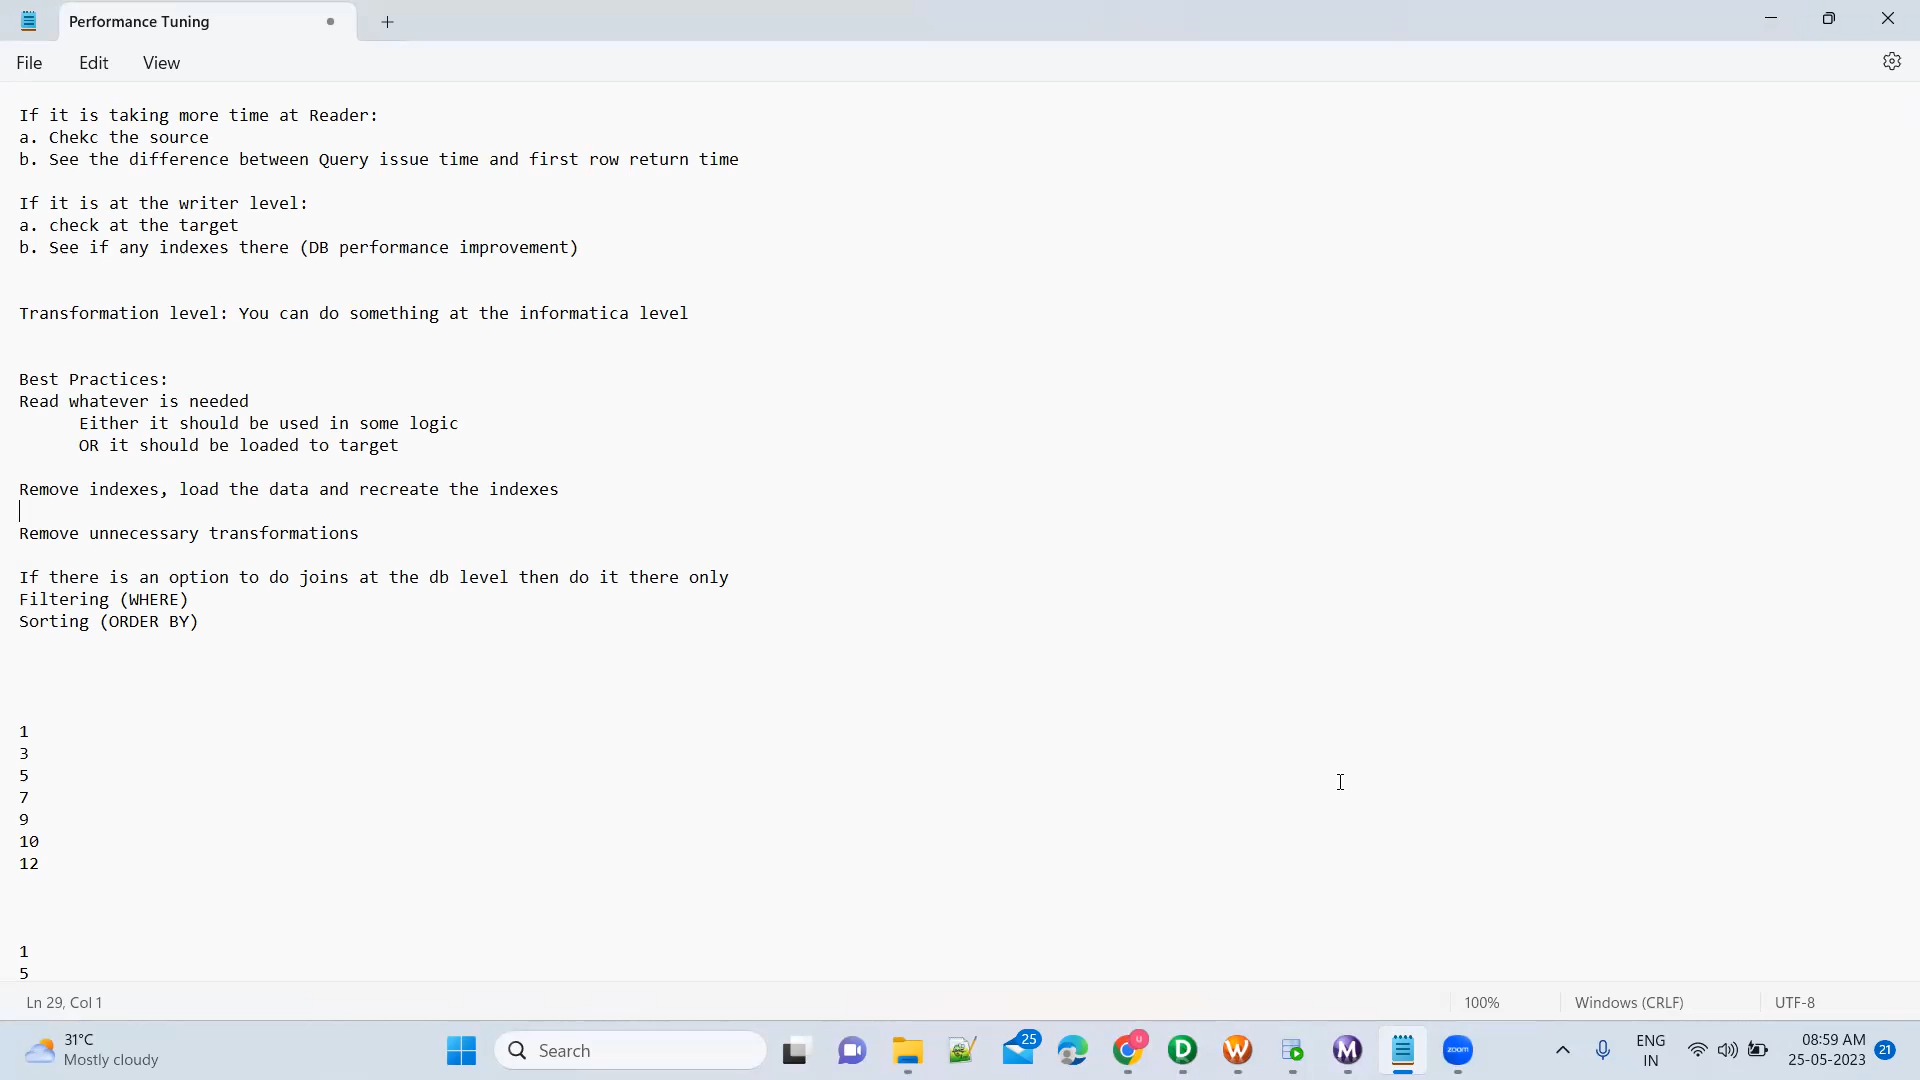 Performance Tuning
File Edit View
If it is taking more time at Reader:
a. Chekc the source
b. See the difference between Query issue time and first row return time
If it is at the writer level:
a. check at the target
b. See if any indexes there (DB performance improvement)
Transformation level: You can do something at the informatica level
Best Practices:
Read whatever is needed
Either it should be used in some logic
OR it should be loaded to target
Remove indexes, load the data and recreate the indexes
Remove unnecessary transformations
If there is an option to do joins at the db level then do it there only
Filtering (WHERE)
Sorting (ORDER BY)
1
3
5
7
9
10
12
1
5
Ln 29, Col 1 100% Windows (CRLF) UTF-8
31°C
Mostly cloudy
Search
25
u
D
W
M
zoom
ENG
IN
08:59 AM
25-05-2023
21